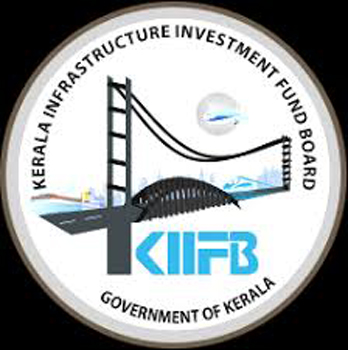 KERALA INFRASTRUCTURE INVESTMENT FUND BOARD
KIIFB
GOVERNMENT OF KERALA